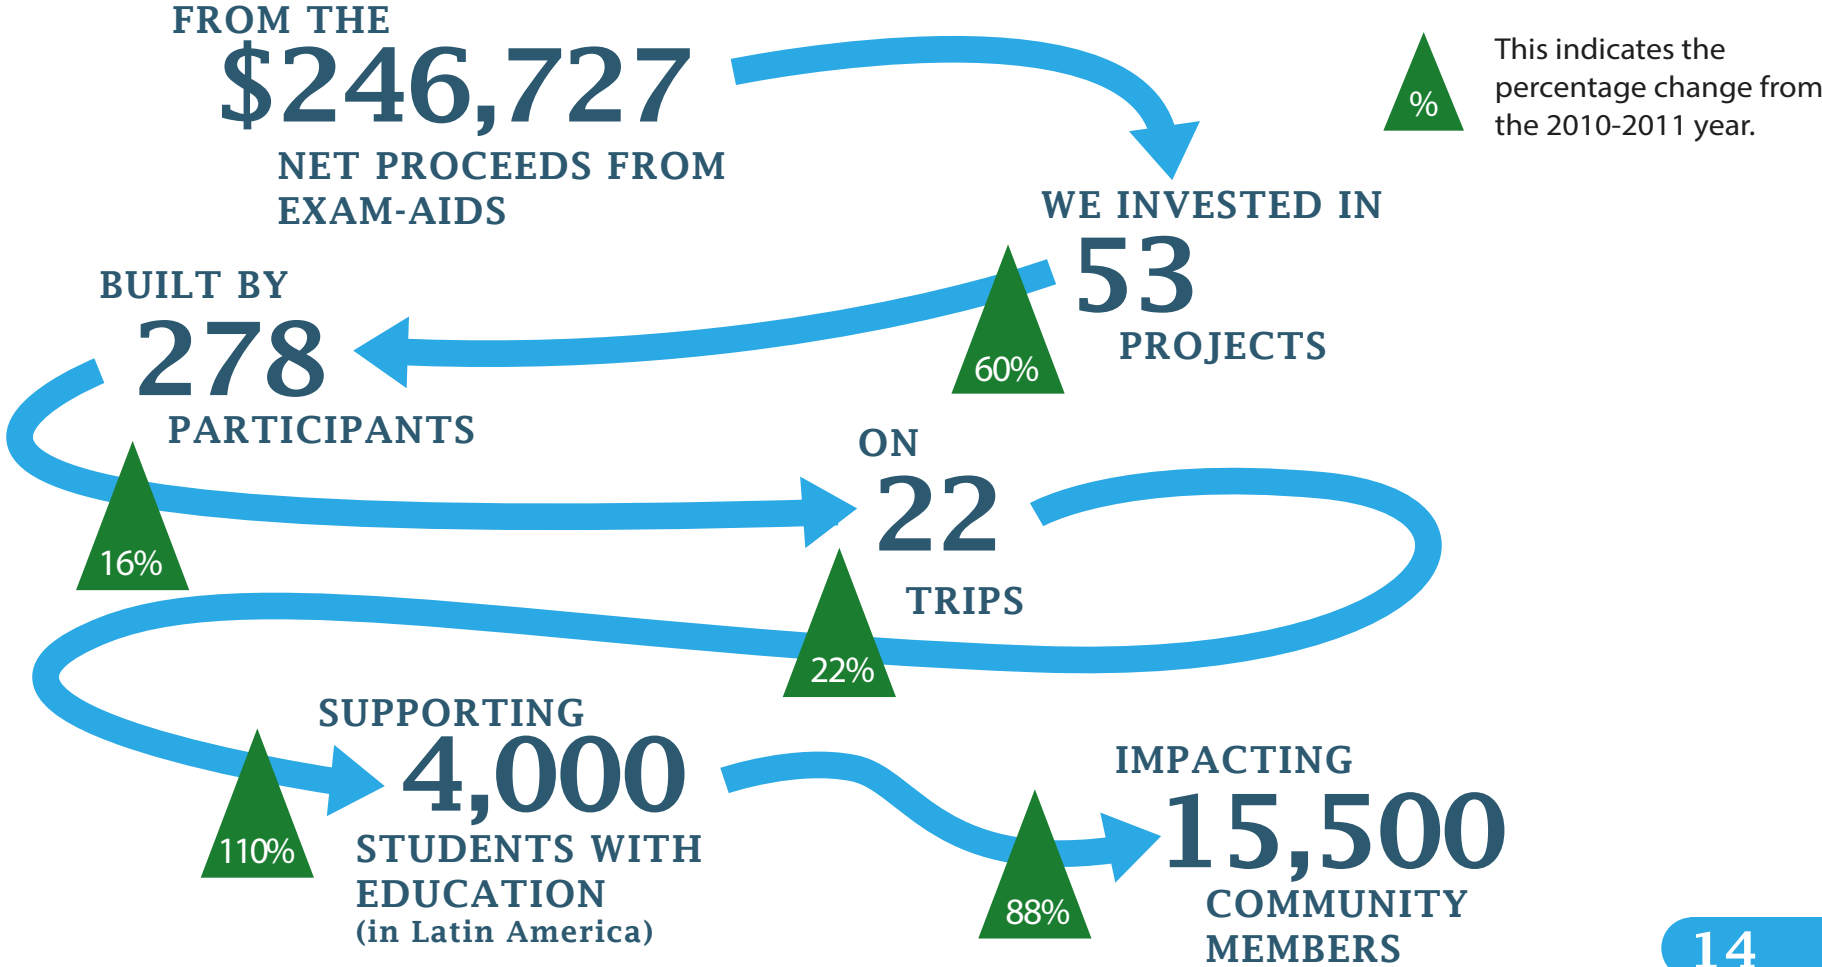 FROM THE
$246,727
NET PROCEEDS FROM
EXAM-AIDS
%
This indicates the
percentage change from
the 2010-2011 year.
WE INVESTED IN
53
PROJECTS
60%
BUILT BY
278
PARTICIPANTS
16%
ON
22
TRIPS
22%
SUPPORTING
4,000
STUDENTS WITH
EDUCATION
(in Latin America)
110%
IMPACTING
15,500
COMMUNITY
MEMBERS
88%
14